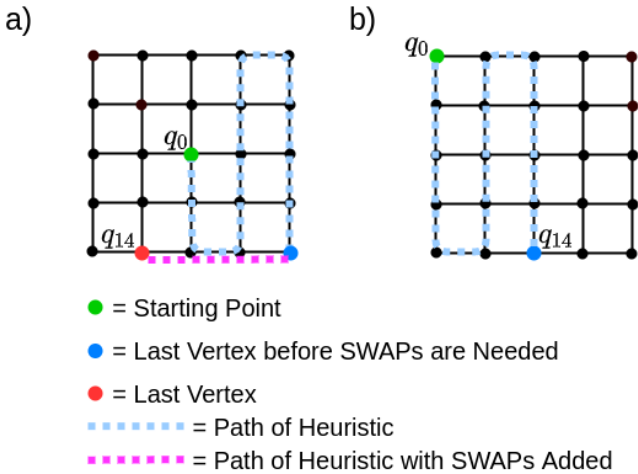 a)
b)
q0
q0
q14
q14
= Starting Point
= Last Vertex before SWAPs are Needed
= Last Vertex
= Path of Heuristic
= Path of Heuristic with SWAPs Added